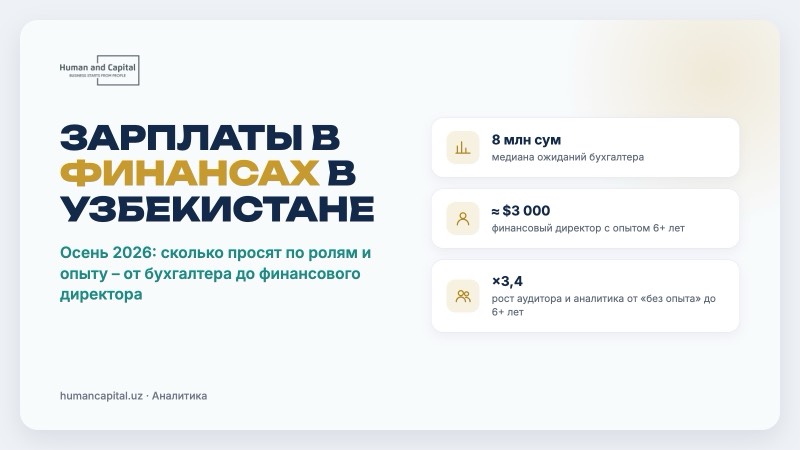 Human and Capital
BUSINESS STARTS FROM PEOPLE
ЗАРПЛАТЫ В
ФИНАНСАХ В
УЗБЕКИСТАНЕ
Осень 2026: сколько просят по ролям и
опыту – от бухгалтера до финансового
директора
8 млн сум
медиана ожиданий бухгалтера
≈ $3 000
финансовый директор с опытом 6+ лет
×3,4
рост аудитора и аналитика от «без опыта» до
6+ лет
humancapital.uz · Аналитика